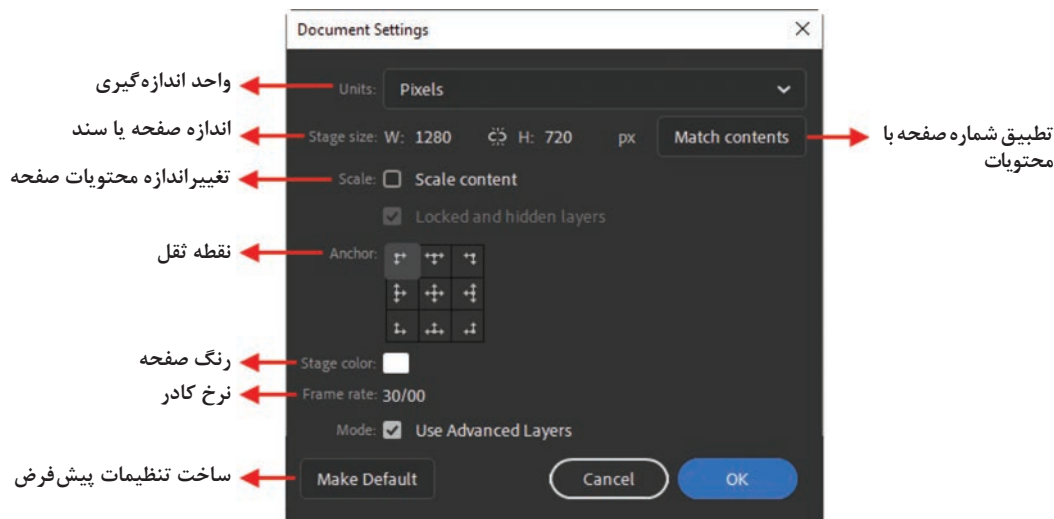 Document Settings
واحد اندازه‌گیری
Units: Pixels
اندازه صفحه یا سند
Stage size: W: 1280 H: 720 px Match contents
تطبیق شماره صفحه با
محتویات
تغییراندازه محتویات صفحه
Scale: Scale content
Locked and hidden layers
نقطه ثقل
Anchor:
رنگ صفحه
Stage color:
نرخ کادر
Frame rate: 30/00
Mode: Use Advanced Layers
ساخت تنظیمات پیش‌فرض
Make Default Cancel OK